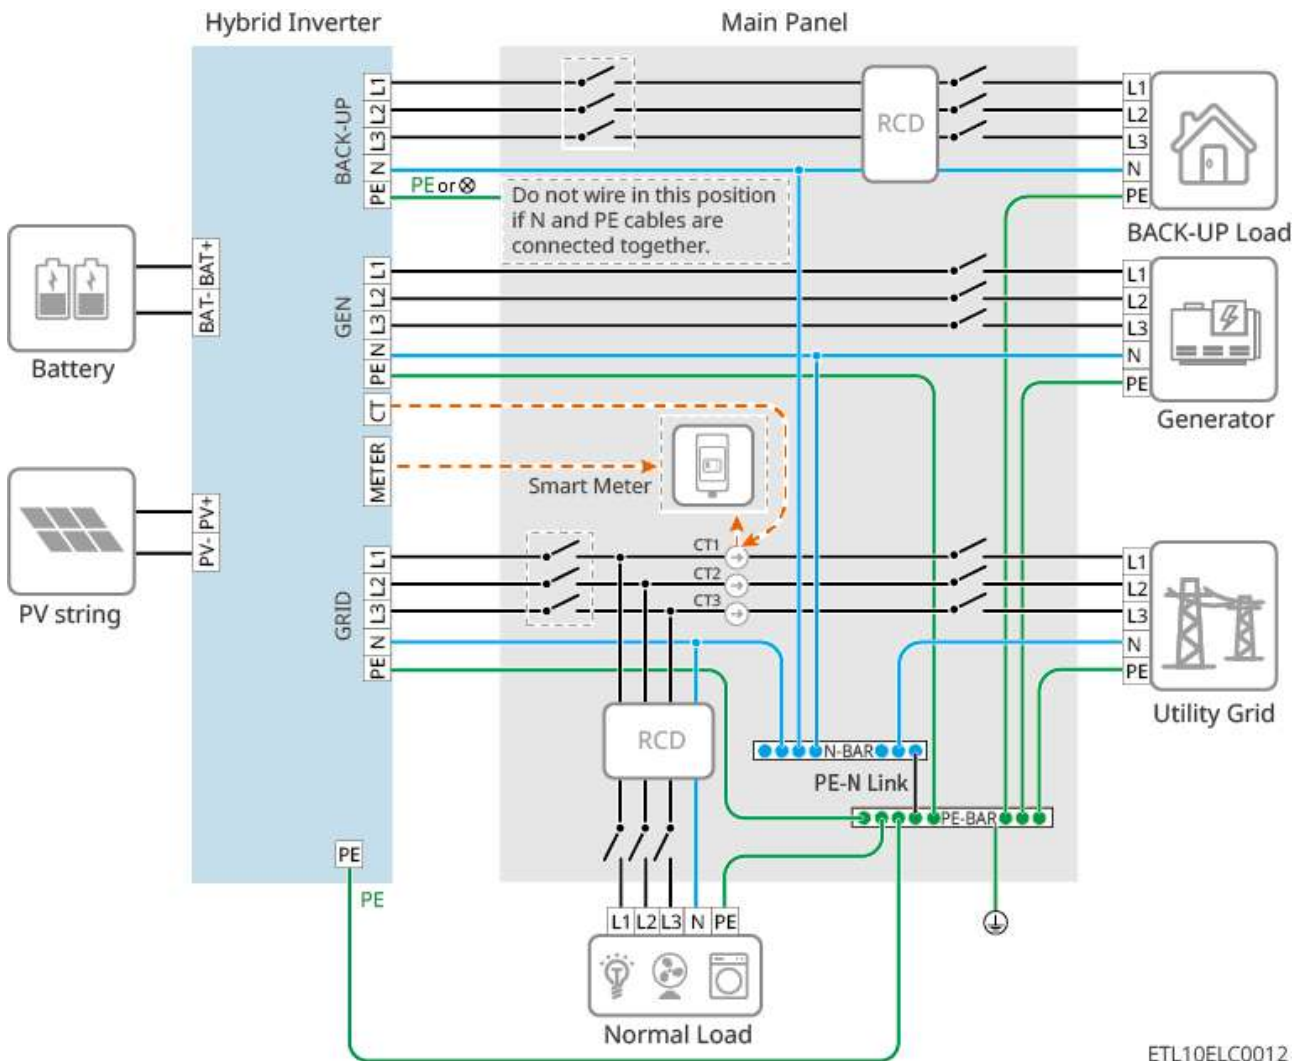 Hybrid Inverter
Main Panel
BACK-UP
L1
L2
L3
N
PE
PE or ⊗
Do not wire in this position
if N and PE cables are
connected together.
RCD
L1
L2
L3
N
PE
BACK-UP Load
BAT+
BAT-
Battery
GEN
L1
L2
L3
N
PE
L1
L2
L3
N
PE
Generator
CT
METER
Smart Meter
PV+
PV-
PV string
GRID
L1
L2
L3
N
PE
CT1
CT2
CT3
L1
L2
L3
N
PE
Utility Grid
RCD
N-BAR
PE-N Link
PE-BAR
PE
PE
L1 L2 L3 N PE
Normal Load
ETL10ELC0012